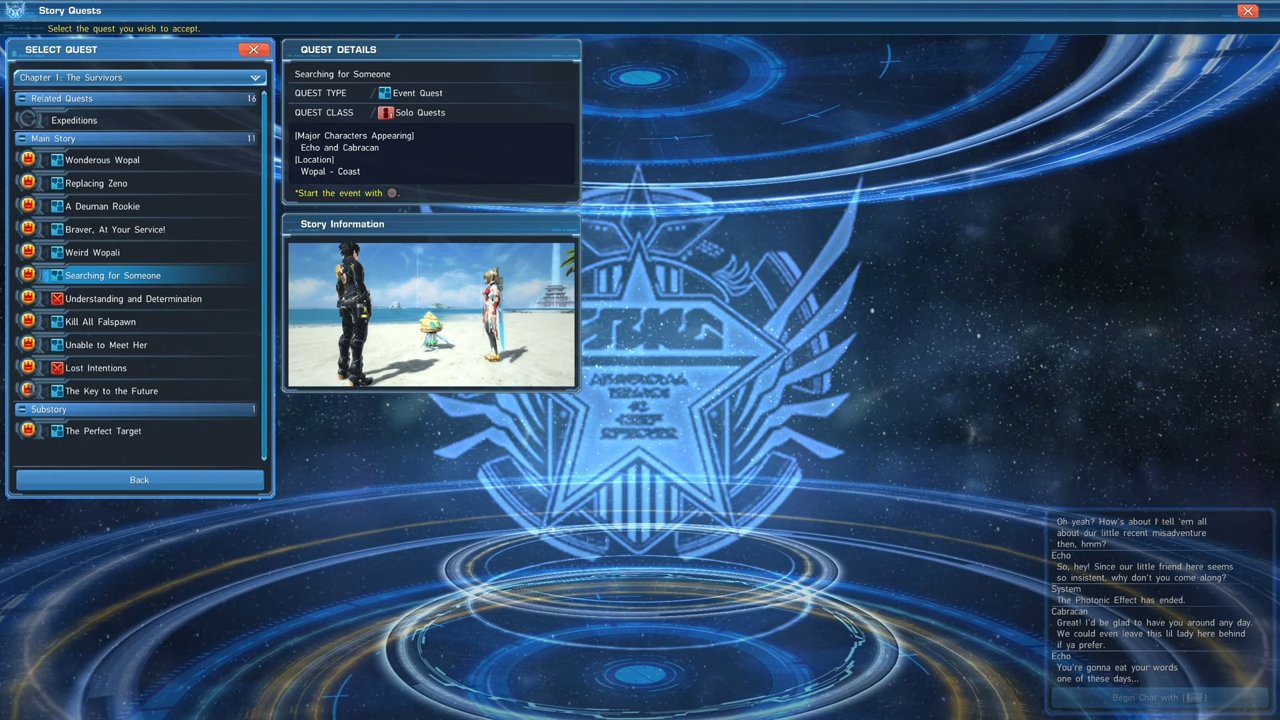 Story Quests
Select the quest you wish to accept.
SELECT QUEST
Chapter 1: The Survivors
Related Quests 16
Expeditions
Main Story 11
Wonderous Wopal
Replacing Zeno
A Deuman Rookie
Braver, At Your Service!
Weird Wopali
Searching for Someone
Understanding and Determination
Kill All Falspawn
Unable to Meet Her
Lost Intentions
The Key to the Future
Substory 1
The Perfect Target
Back
QUEST DETAILS
Searching for Someone
QUEST TYPE / Event Quest
QUEST CLASS / Solo Quests
[Major Characters Appearing]
Echo and Cabracan
[Location]
Wopal - Coast
*Start the event with .
Story Information
Oh yeah? How's about I tell 'em all
about our little recent misadventure
then, hmm?
Echo
So, hey! Since our little friend here seems
so insistent, why don't you come along?
System
The Photonic Effect has ended.
Cabracan
Great! I'd be glad to have you around any day.
We could even leave this lil lady here behind
if ya prefer.
Echo
You're gonna eat your words
one of these days...
Begin Chat with [Enter]